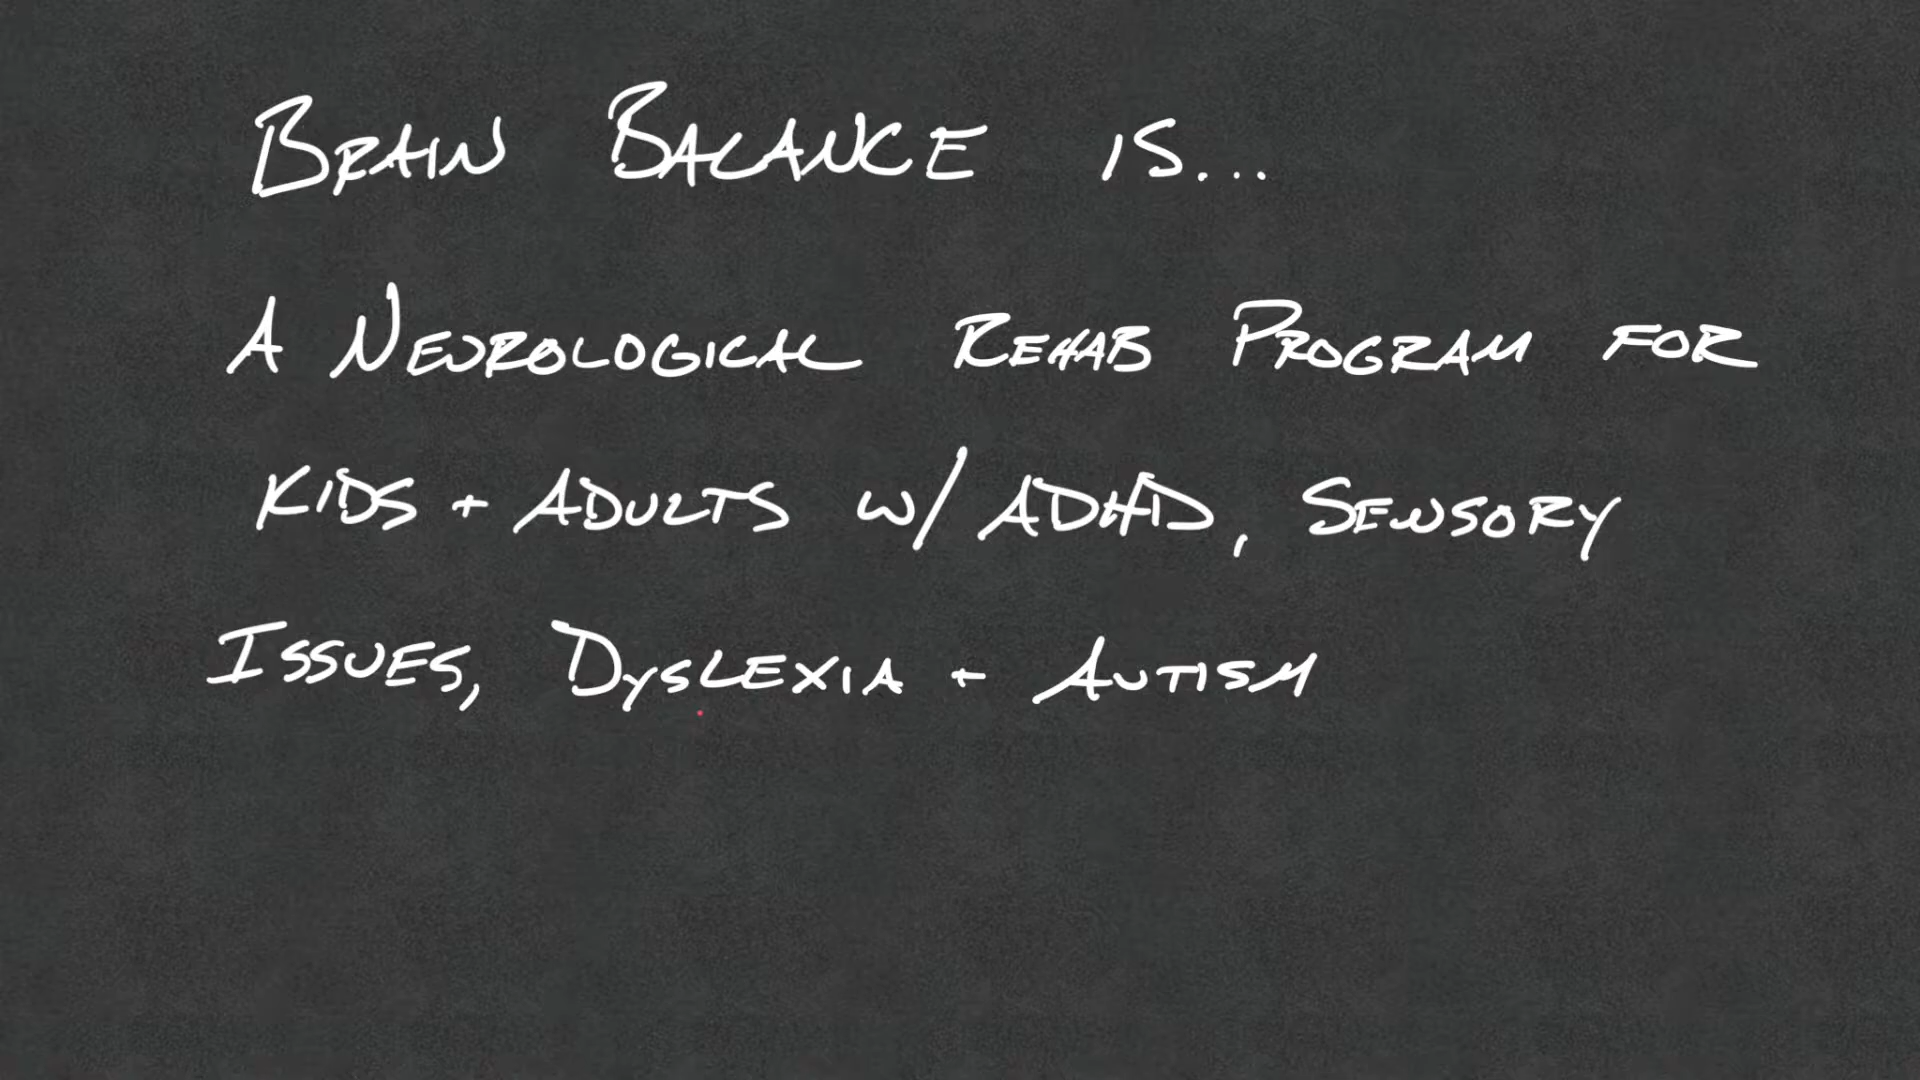 BRAIN BALANCE IS...
A NEUROLOGICAL REHAB PROGRAM FOR
KIDS + ADULTS W/ ADHD, SENSORY
ISSUES, DYSLEXIA + AUTISM